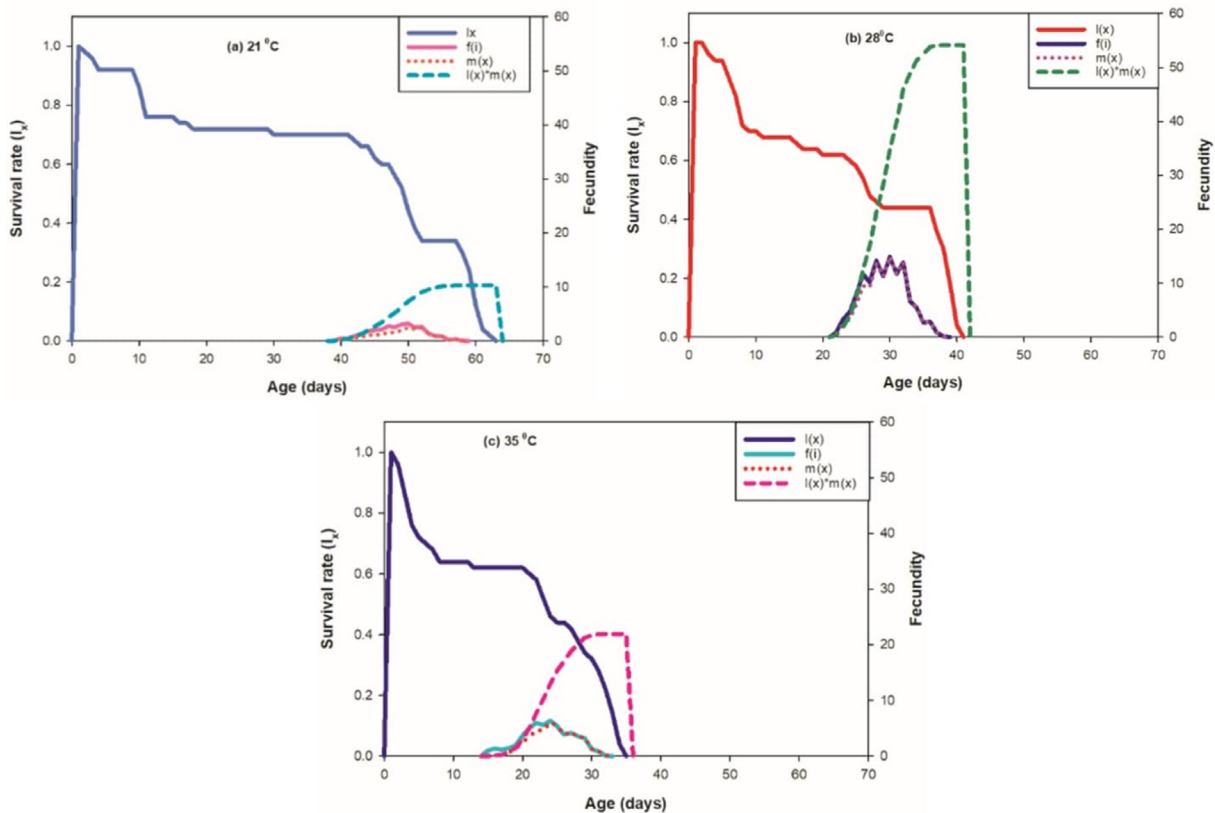 (a) 21 ⁰C
lx
f(i)
m(x)
l(x)*m(x)
Survival rate (lₓ)
1.0
0.8
0.6
0.4
0.2
0.0
60
50
40
30
20
10
0
Fecundity
0 10 20 30 40 50 60 70
Age (days)
(b) 28⁰C
l(x)
f(i)
m(x)
l(x)*m(x)
Survival rate (lₓ)
1.0
0.8
0.6
0.4
0.2
0.0
60
50
40
30
20
10
0
Fecundity
0 10 20 30 40 50 60 70
Age (days)
(c) 35 ⁰C
l(x)
f(i)
m(x)
l(x)*m(x)
Survival rate (lₓ)
1.0
0.8
0.6
0.4
0.2
0.0
60
50
40
30
20
10
0
Fecundity
0 10 20 30 40 50 60 70
Age (days)